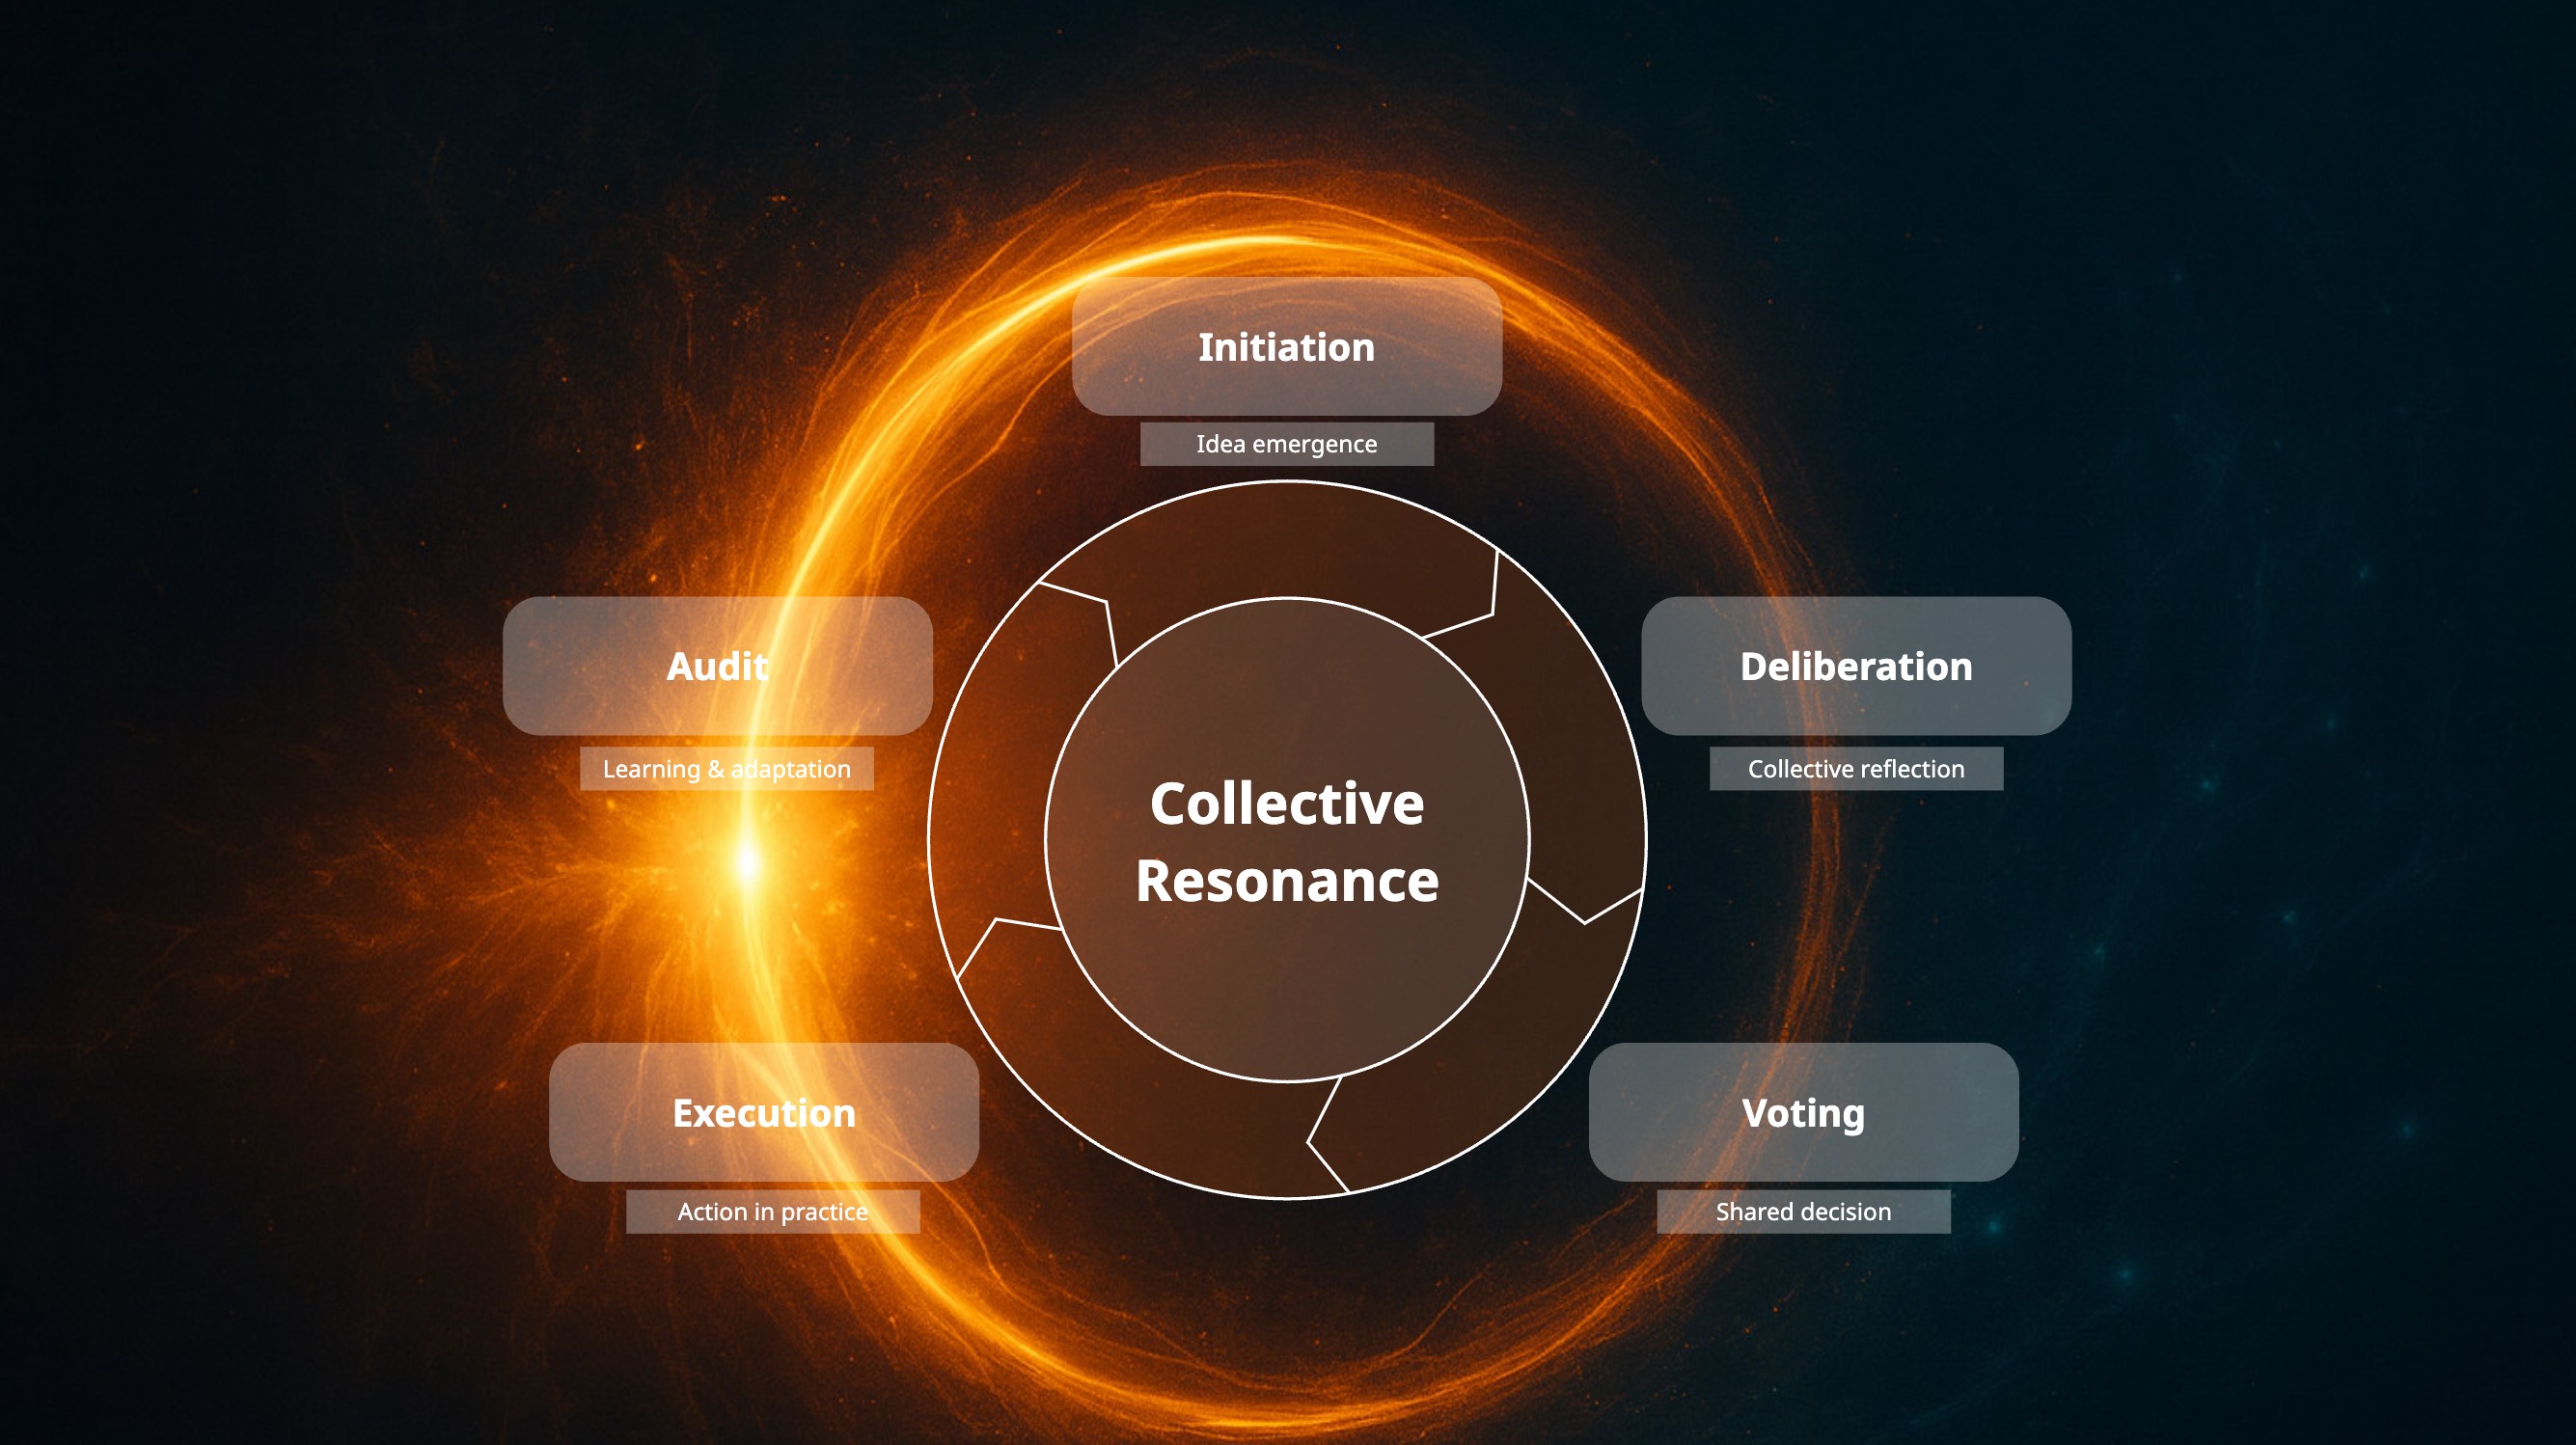 Initiation
Idea emergence
Audit
Learning & adaptation
Deliberation
Collective reflection
Collective
Resonance
Execution
Action in practice
Voting
Shared decision